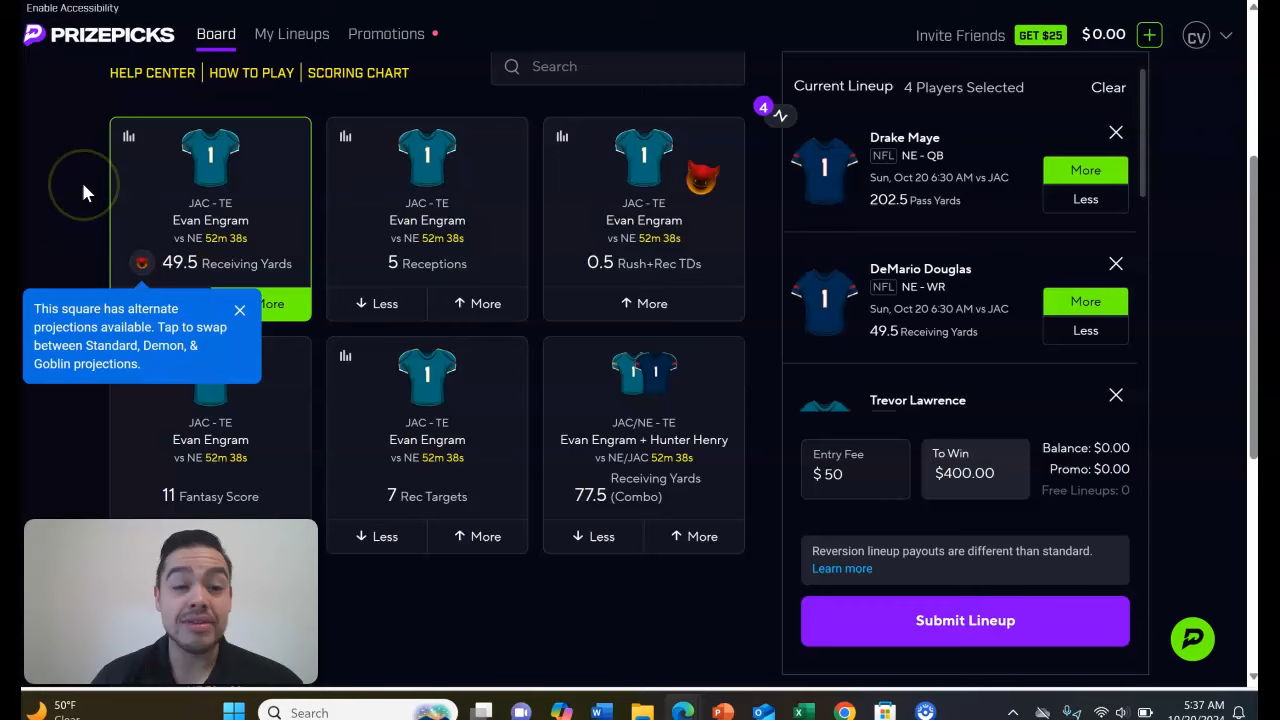 Enable Accessibility
PRIZEPICKS
Board
My Lineups
Promotions
Invite Friends
GET $25
$0.00
CV
HELP CENTER
HOW TO PLAY
SCORING CHART
Search
1
JAC - TE
Evan Engram
vs NE 52m 38s
49.5 Receiving Yards
More
1
JAC - TE
Evan Engram
vs NE 52m 38s
5 Receptions
Less
More
1
JAC - TE
Evan Engram
vs NE 52m 38s
0.5 Rush+Rec TDs
More
This square has alternate
projections available. Tap to swap
between Standard, Demon, &
Goblin projections.
JAC - TE
Evan Engram
vs NE 52m 38s
11 Fantasy Score
1
JAC - TE
Evan Engram
vs NE 52m 38s
7 Rec Targets
Less
More
1
1
JAC/NE - TE
Evan Engram + Hunter Henry
vs NE/JAC 52m 38s
77.5 Receiving Yards
(Combo)
Less
More
4
Current Lineup
4 Players Selected
Clear
1
Drake Maye
NFL NE - QB
Sun, Oct 20 6:30 AM vs JAC
202.5 Pass Yards
More
Less
1
DeMario Douglas
NFL NE - WR
Sun, Oct 20 6:30 AM vs JAC
49.5 Receiving Yards
More
Less
Trevor Lawrence
Entry Fee
$ 50
To Win
$400.00
Balance: $0.00
Promo: $0.00
Free Lineups: 0
Reversion lineup payouts are different than standard.
Learn more
Submit Lineup
50°F
Clear
Search
5:37 AM
10/20/2024